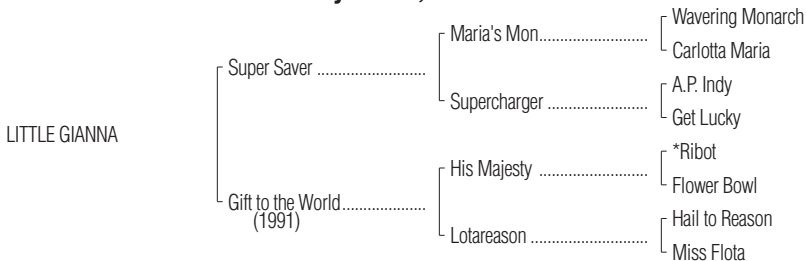 Wavering Monarch
Maria's Mon
Carlotta Maria
Super Saver
A.P. Indy
Supercharger
Get Lucky
LITTLE GIANNA
*Ribot
His Majesty
Flower Bowl
Gift to the World
(1991)
Hail to Reason
Lotareason
Miss Flota